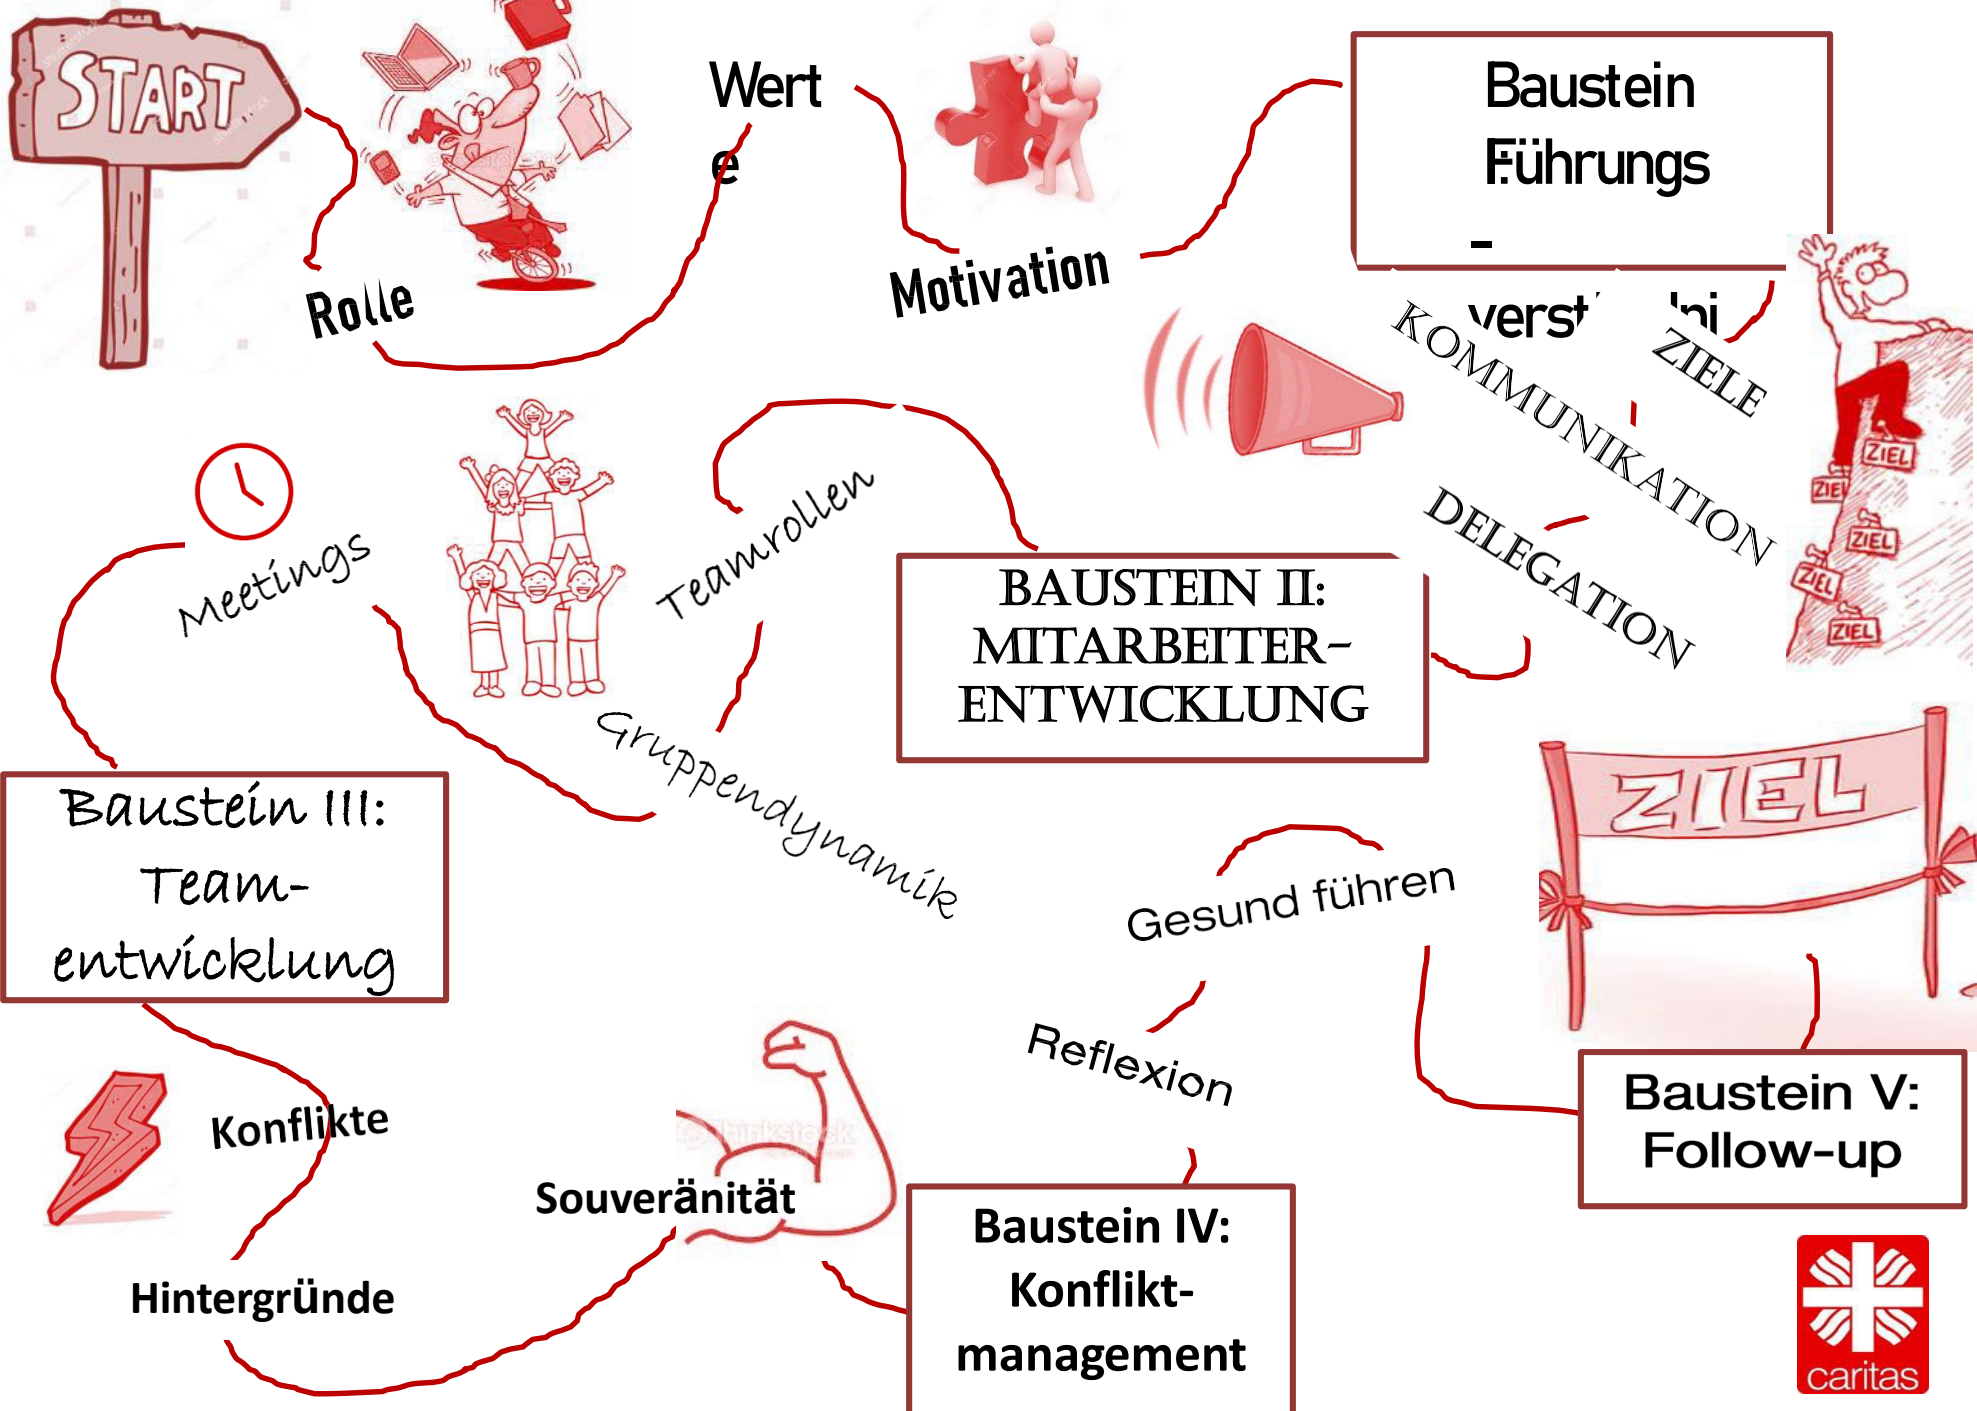 START
Rolle
Wert
e
Motivation
Baustein
Führungs
-
verst
ni
ZIELE
KOMMUNIKATION
DELEGATION
ZIEL
ZIEL
ZIEL
ZIEL
ZIEL
BAUSTEIN II:
MITARBEITER-
ENTWICKLUNG
Teamrollen
Gruppendynamik
Meetings
Baustein III:
Team-
entwicklung
Konflikte
Hintergründe
Souveränität
Baustein IV:
Konflikt-
management
Reflexion
Gesund führen
Baustein V:
Follow-up
ZIEL
caritas